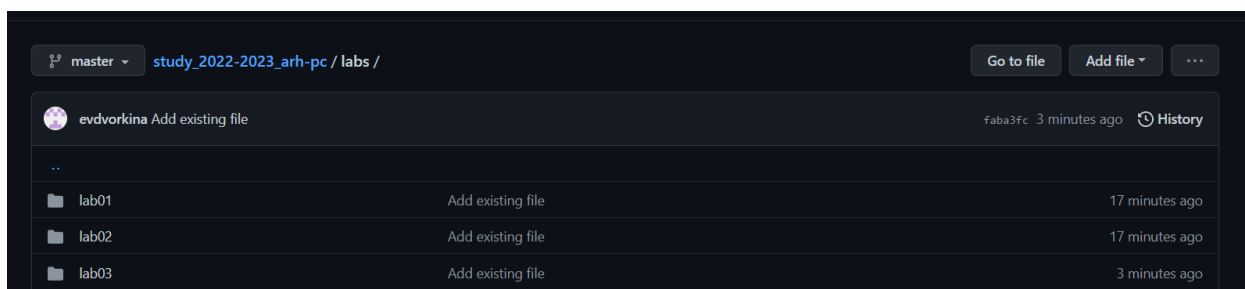 master study_2022-2023_arh-pc / labs / Go to file Add file ...
evdvorkina Add existing file faba3fc 3 minutes ago History
..
lab01 Add existing file 17 minutes ago
lab02 Add existing file 17 minutes ago
lab03 Add existing file 3 minutes ago